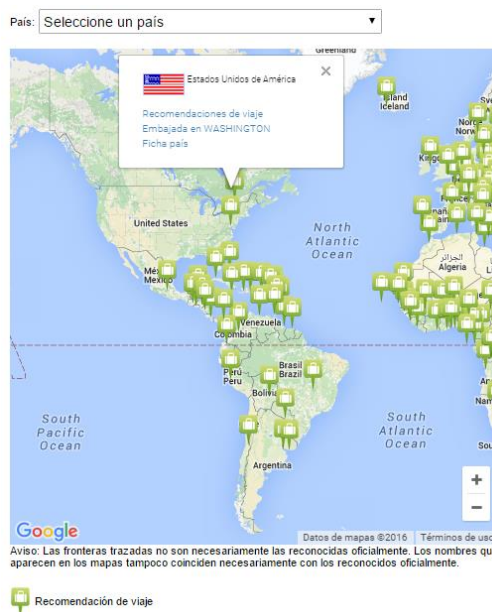 País: Seleccione un país
Greenland
Estados Unidos de América
Recomendaciones de viaje
Embajada en WASHINGTON
Ficha país
Iceland
United States
North
Atlantic
Ocean
الجزائر
Algeria
Mexico
Venezuela
Colombia
Brasil
Brazil
Perú
Peru
Bolivia
South
Pacific
Ocean
South
Atlantic
Ocean
Argentina
+
−
Google
Datos de mapas ©2016 Términos de uso
Aviso: Las fronteras trazadas no son necesariamente las reconocidas oficialmente. Los nombres qu
aparecen en los mapas tampoco coinciden necesariamente con los reconocidos oficialmente.
Recomendación de viaje